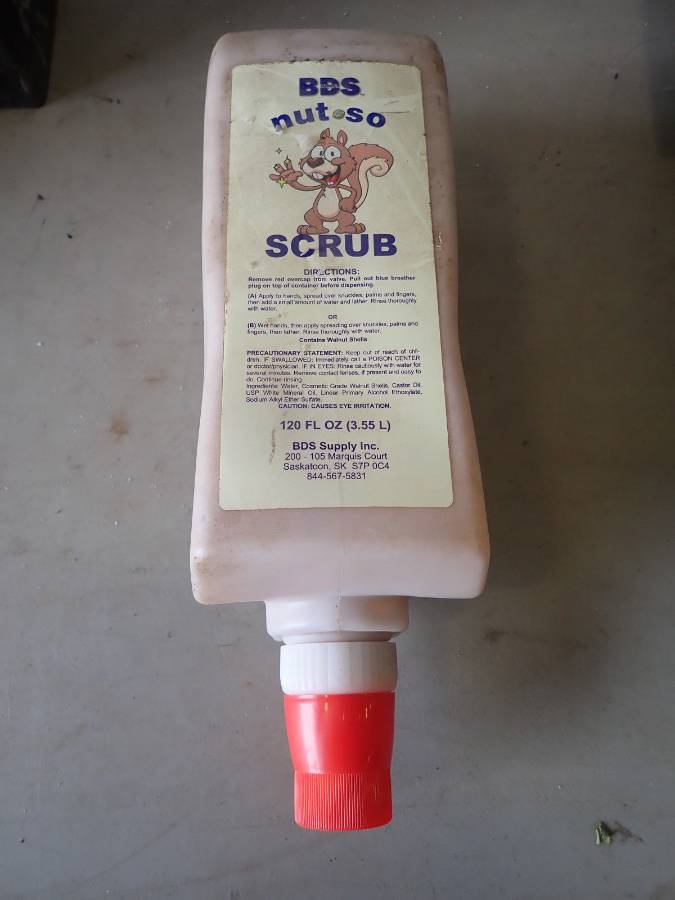 BDS
nut so
SCRUB
DIRECTIONS:
Remove red overcap from valve. Pull out blue breather
plug on top of container before dispensing.
(A) Apply to hands, spread over knuckles, palms and fingers,
then add a small amount of water and lather. Rinse thoroughly
with water.
OR
(B) Wet hands, then apply spreading over knuckles, palms and
fingers, then lather. Rinse thoroughly with water.
Contains Walnut Shells
PRECAUTIONARY STATEMENT: Keep out of reach of chil-
dren. IF SWALLOWED: Immediately call a POISON CENTER
or doctor/physician. IF IN EYES: Rinse cautiously with water for
several minutes. Remove contact lenses, if present and easy to
do. Continue rinsing.
Ingredients: Water, Cosmetic Grade Walnut Shells, Castor Oil,
USP White Mineral Oil, Linear Primary Alcohol Ethoxylate,
Sodium Alkyl Ether Sulfate.
CAUTION: CAUSES EYE IRRITATION.
120 FL OZ (3.55 L)
BDS Supply Inc.
200 - 105 Marquis Court
Saskatoon, SK S7P 0C4
844-567-5831